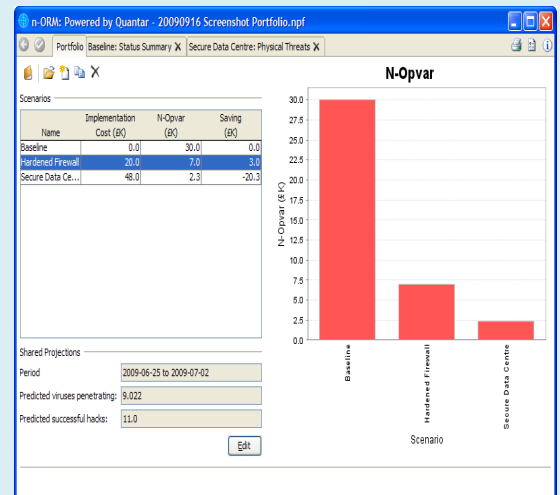 n-ORM: Powered by Quantar - 20090916 Screenshot Portfolio.npf
Portfolio Baseline: Status Summary X Secure Data Centre: Physical Threats X
Scenarios
Name Implementation Cost (£K) N-Opvar (£K) Saving (£K)
Baseline 0.0 30.0 0.0
Hardened Firewall 20.0 7.0 3.0
Secure Data Ce... 48.0 2.3 -20.3
Shared Projections
Period 2009-06-25 to 2009-07-02
Predicted viruses penetrating: 9.022
Predicted successful hacks: 11.0
Edit
N-Opvar
N-Opvar (£K)
30.0
27.5
25.0
22.5
20.0
17.5
15.0
12.5
10.0
7.5
5.0
2.5
0.0
Baseline
Hardened Firewall
Secure Data Centre
Scenario